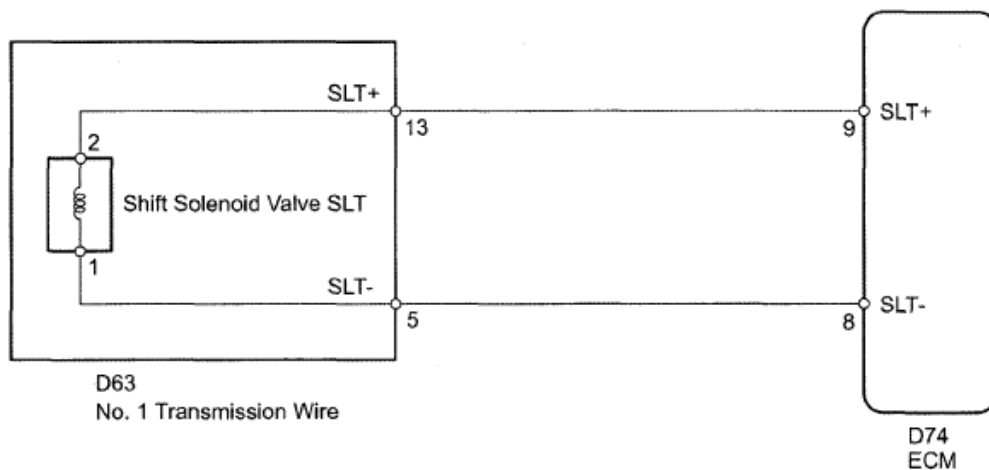 SLT+
13
9
SLT+
2
Shift Solenoid Valve SLT
1
SLT-
5
8
SLT-
D63
No. 1 Transmission Wire
D74
ECM